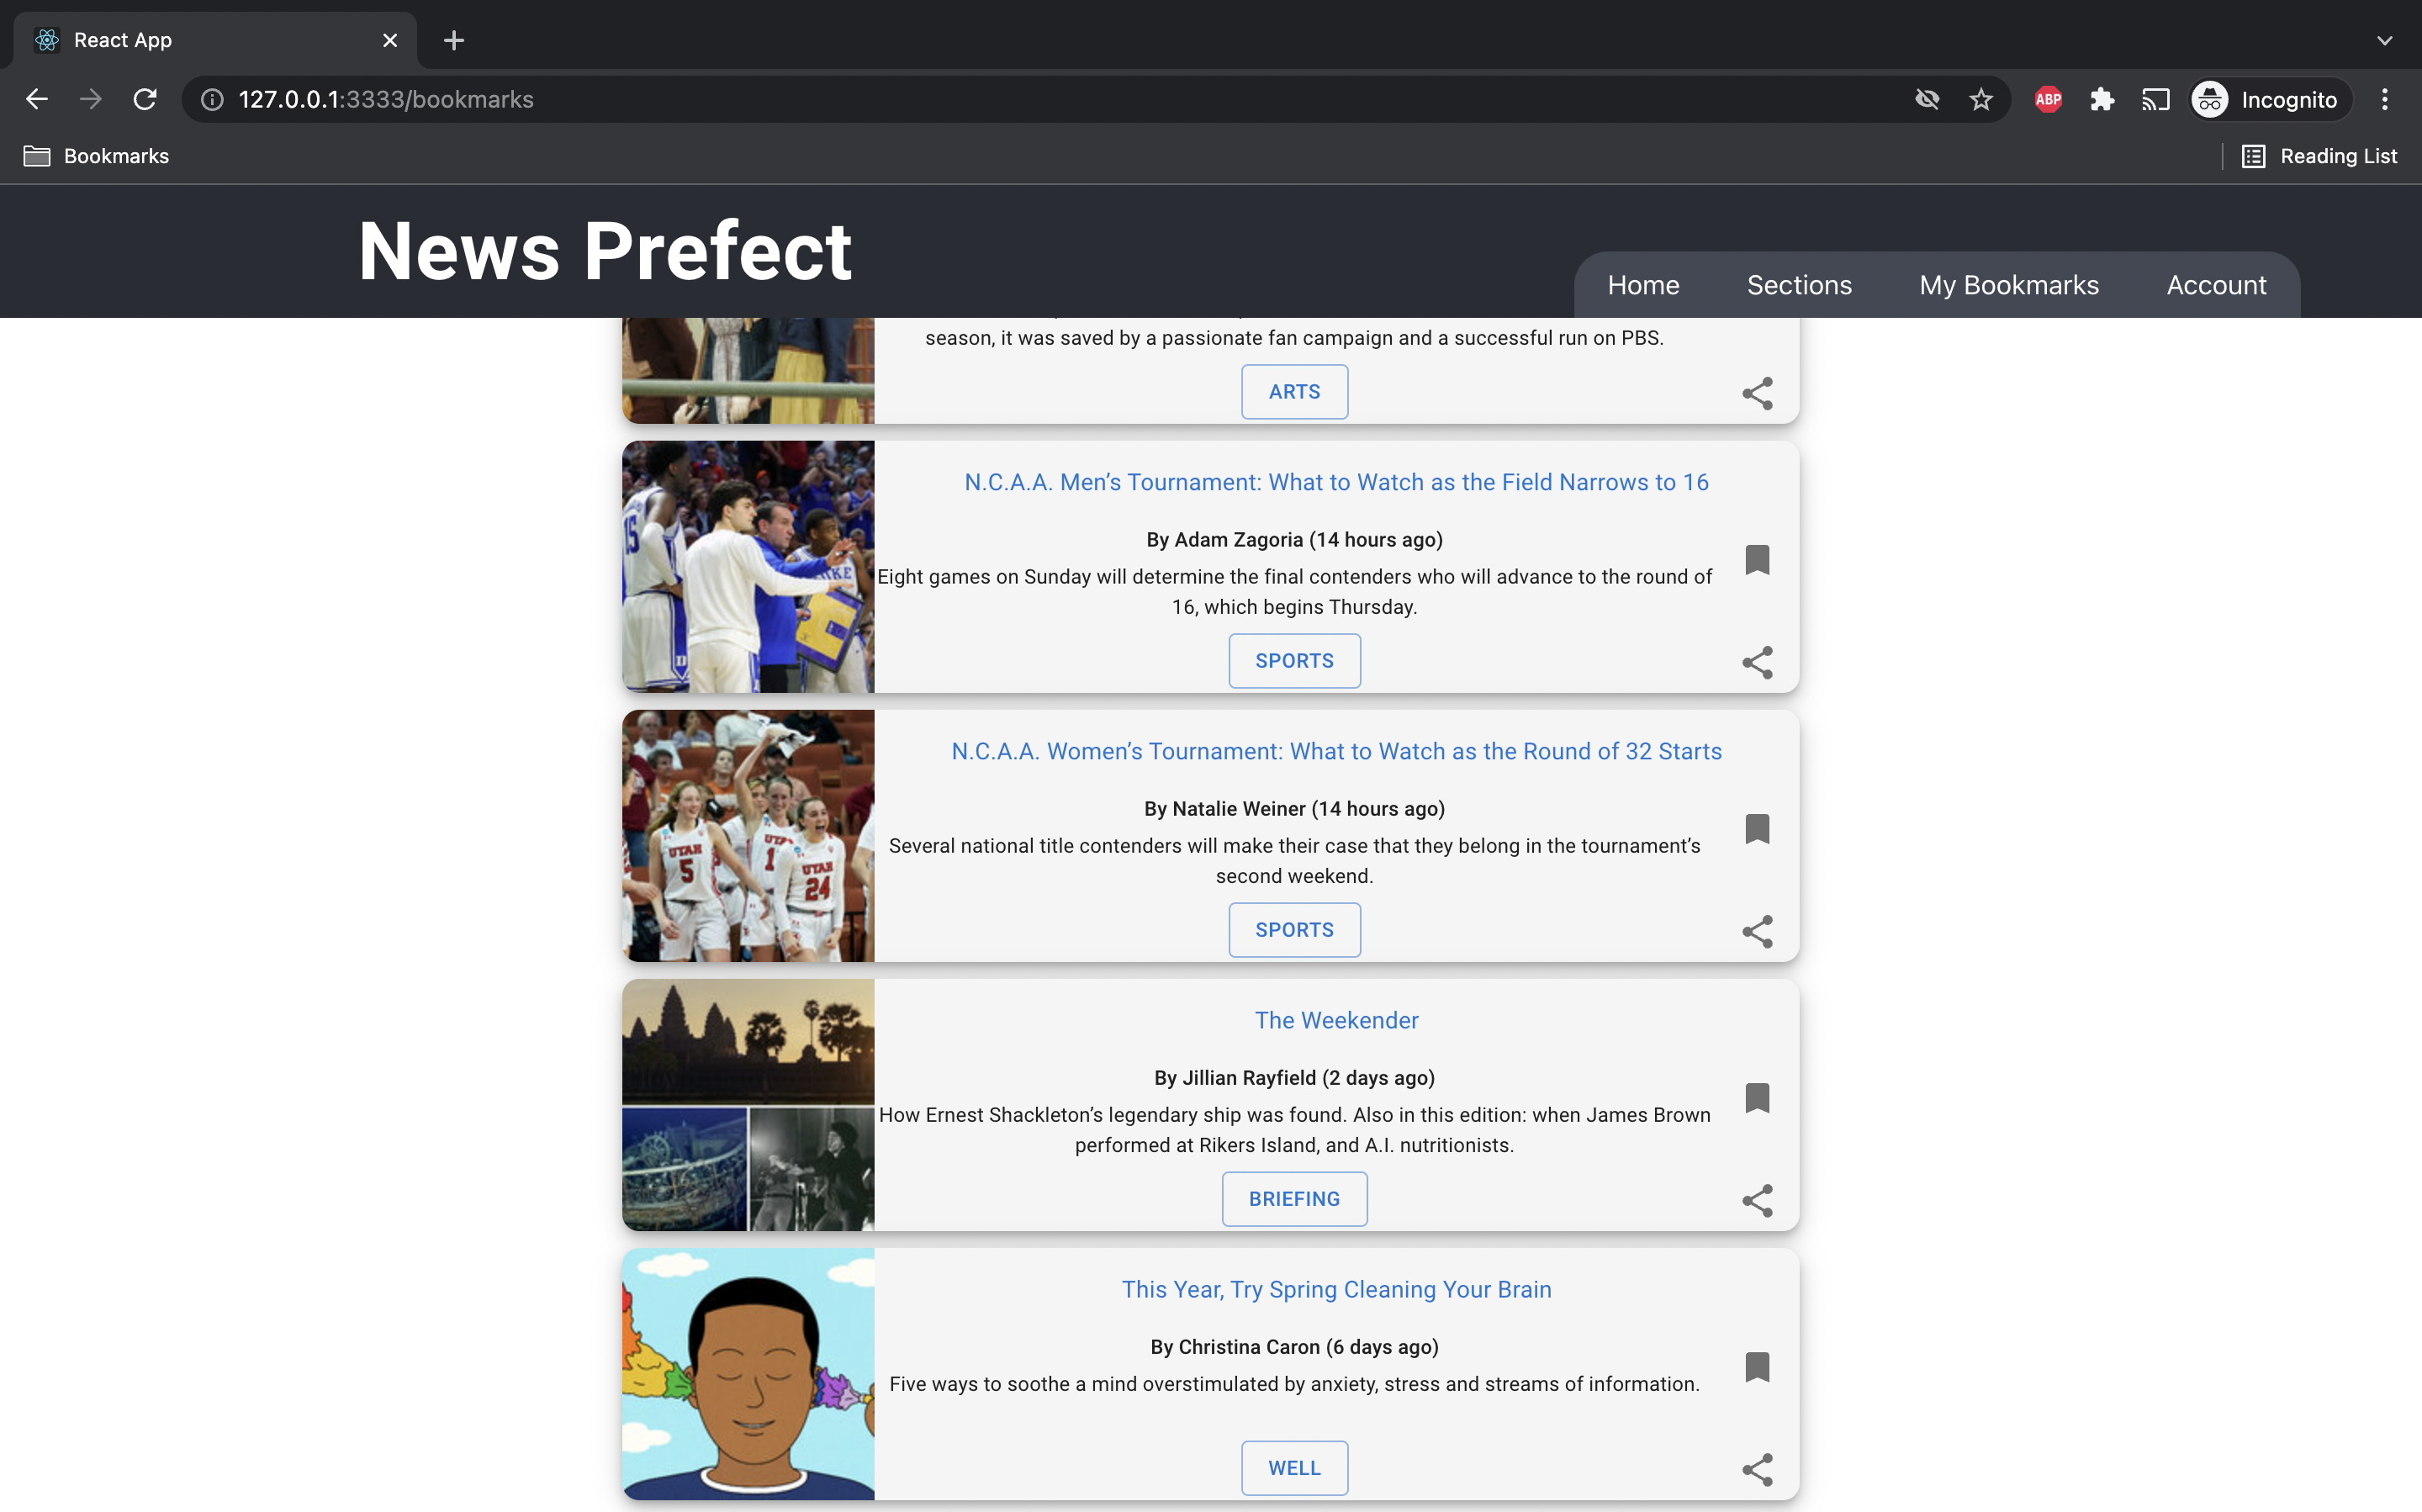 React App
127.0.0.1:3333/bookmarks
ABP
Incognito
Bookmarks
Reading List
News Prefect
Home
Sections
My Bookmarks
Account
season, it was saved by a passionate fan campaign and a successful run on PBS.
ARTS
N.C.A.A. Men’s Tournament: What to Watch as the Field Narrows to 16
By Adam Zagoria (14 hours ago)
Eight games on Sunday will determine the final contenders who will advance to the round of
16, which begins Thursday.
SPORTS
15
D
N.C.A.A. Women’s Tournament: What to Watch as the Round of 32 Starts
By Natalie Weiner (14 hours ago)
Several national title contenders will make their case that they belong in the tournament’s
second weekend.
SPORTS
UTAH
5
UTAH
24
The Weekender
By Jillian Rayfield (2 days ago)
How Ernest Shackleton’s legendary ship was found. Also in this edition: when James Brown
performed at Rikers Island, and A.I. nutritionists.
BRIEFING
This Year, Try Spring Cleaning Your Brain
By Christina Caron (6 days ago)
Five ways to soothe a mind overstimulated by anxiety, stress and streams of information.
WELL